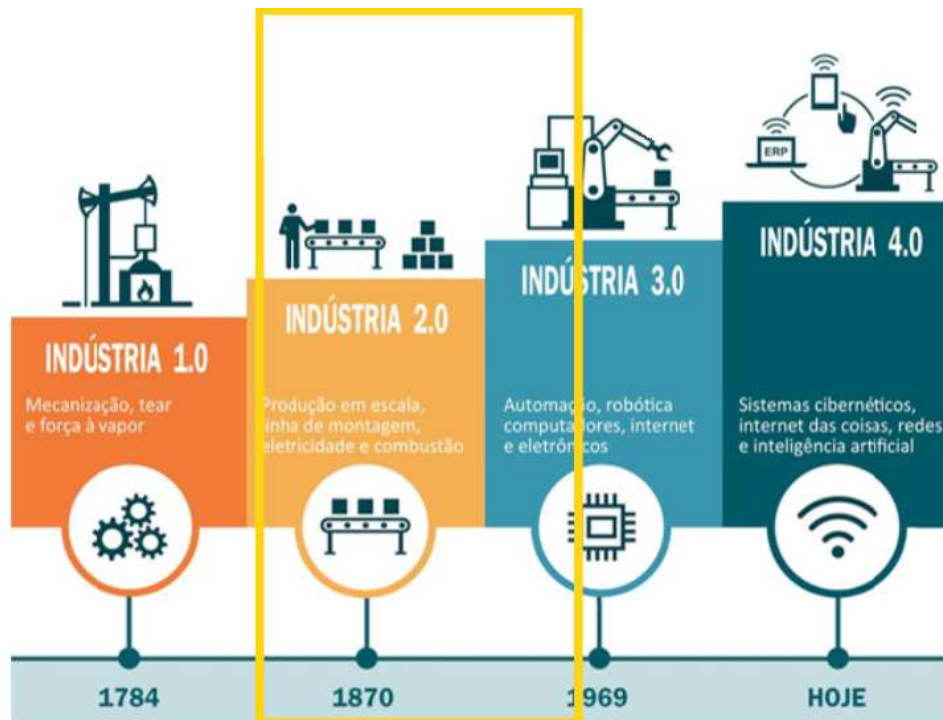 ERP
INDÚSTRIA 1.0
Mecanização, tear
e força à vapor
INDÚSTRIA 2.0
Produção em escala,
linha de montagem,
eletricidade e combustão
INDÚSTRIA 3.0
Automação, robótica
computadores, internet
e eletrônicos
INDÚSTRIA 4.0
Sistemas cibernéticos,
internet das coisas, redes
e inteligência artificial
1784
1870
1969
HOJE